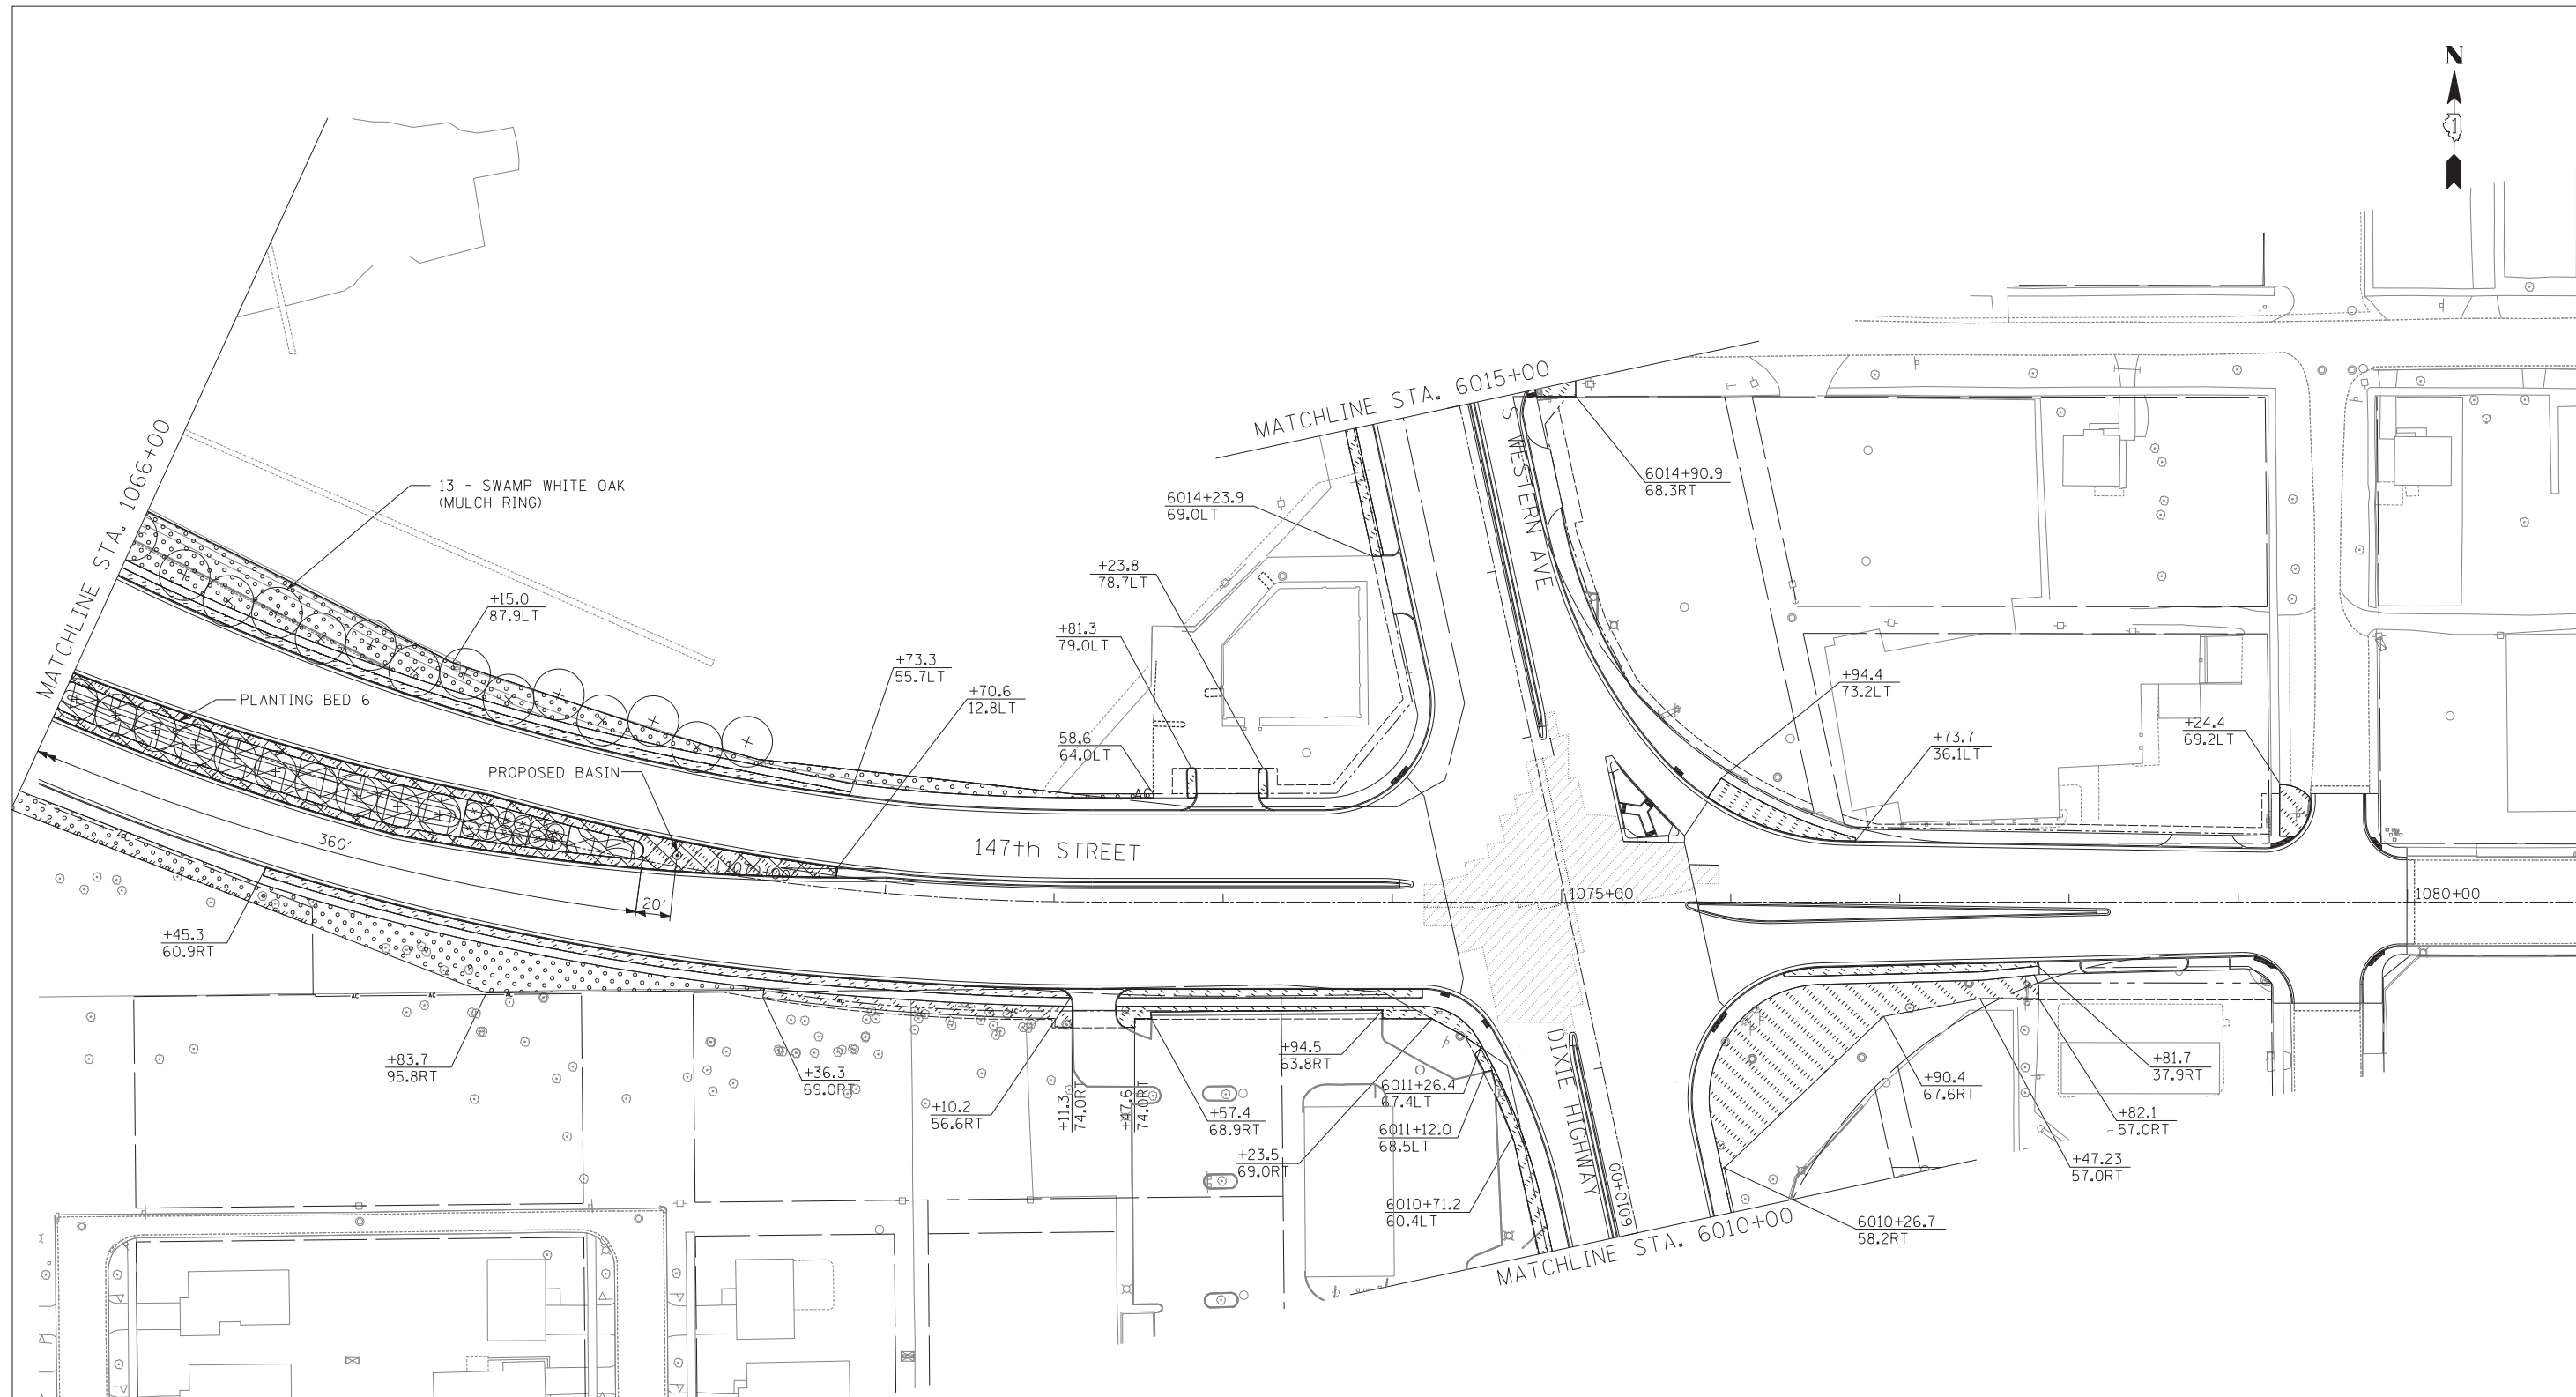 N
MATCHLINE STA. 6015+00
S WESTERN AVE
6014+90.9
68.3RT
MATCHLINE STA. 1066+00
13 - SWAMP WHITE OAK
(MULCH RING)
6014+23.9
69.0LT
+23.8
78.7LT
+15.0
87.9LT
+81.3
79.0LT
+73.3
55.7LT
+94.4
73.2LT
+70.6
12.8LT
PLANTING BED 6
+24.4
69.2LT
+73.7
36.1LT
58.6
64.0LT
PROPOSED BASIN
AC
360'
147th STREET
1075+00
1080+00
20'
+45.3
60.9RT
AC
AC
AC
+83.7
95.8RT
+36.3
69.0RT
+10.2
56.6RT
+11.3
74.0RT
+47.6
74.0RT
+57.4
68.9RT
+94.5
63.8RT
+23.5
69.0RT
6011+26.4
67.4LT
6011+12.0
68.5LT
6010+71.2
60.4LT
DIXIE HIGHWAY
6010+00
+81.7
37.9RT
+90.4
67.6RT
+82.1
57.0RT
+47.23
57.0RT
6010+26.7
58.2RT
MATCHLINE STA. 6010+00